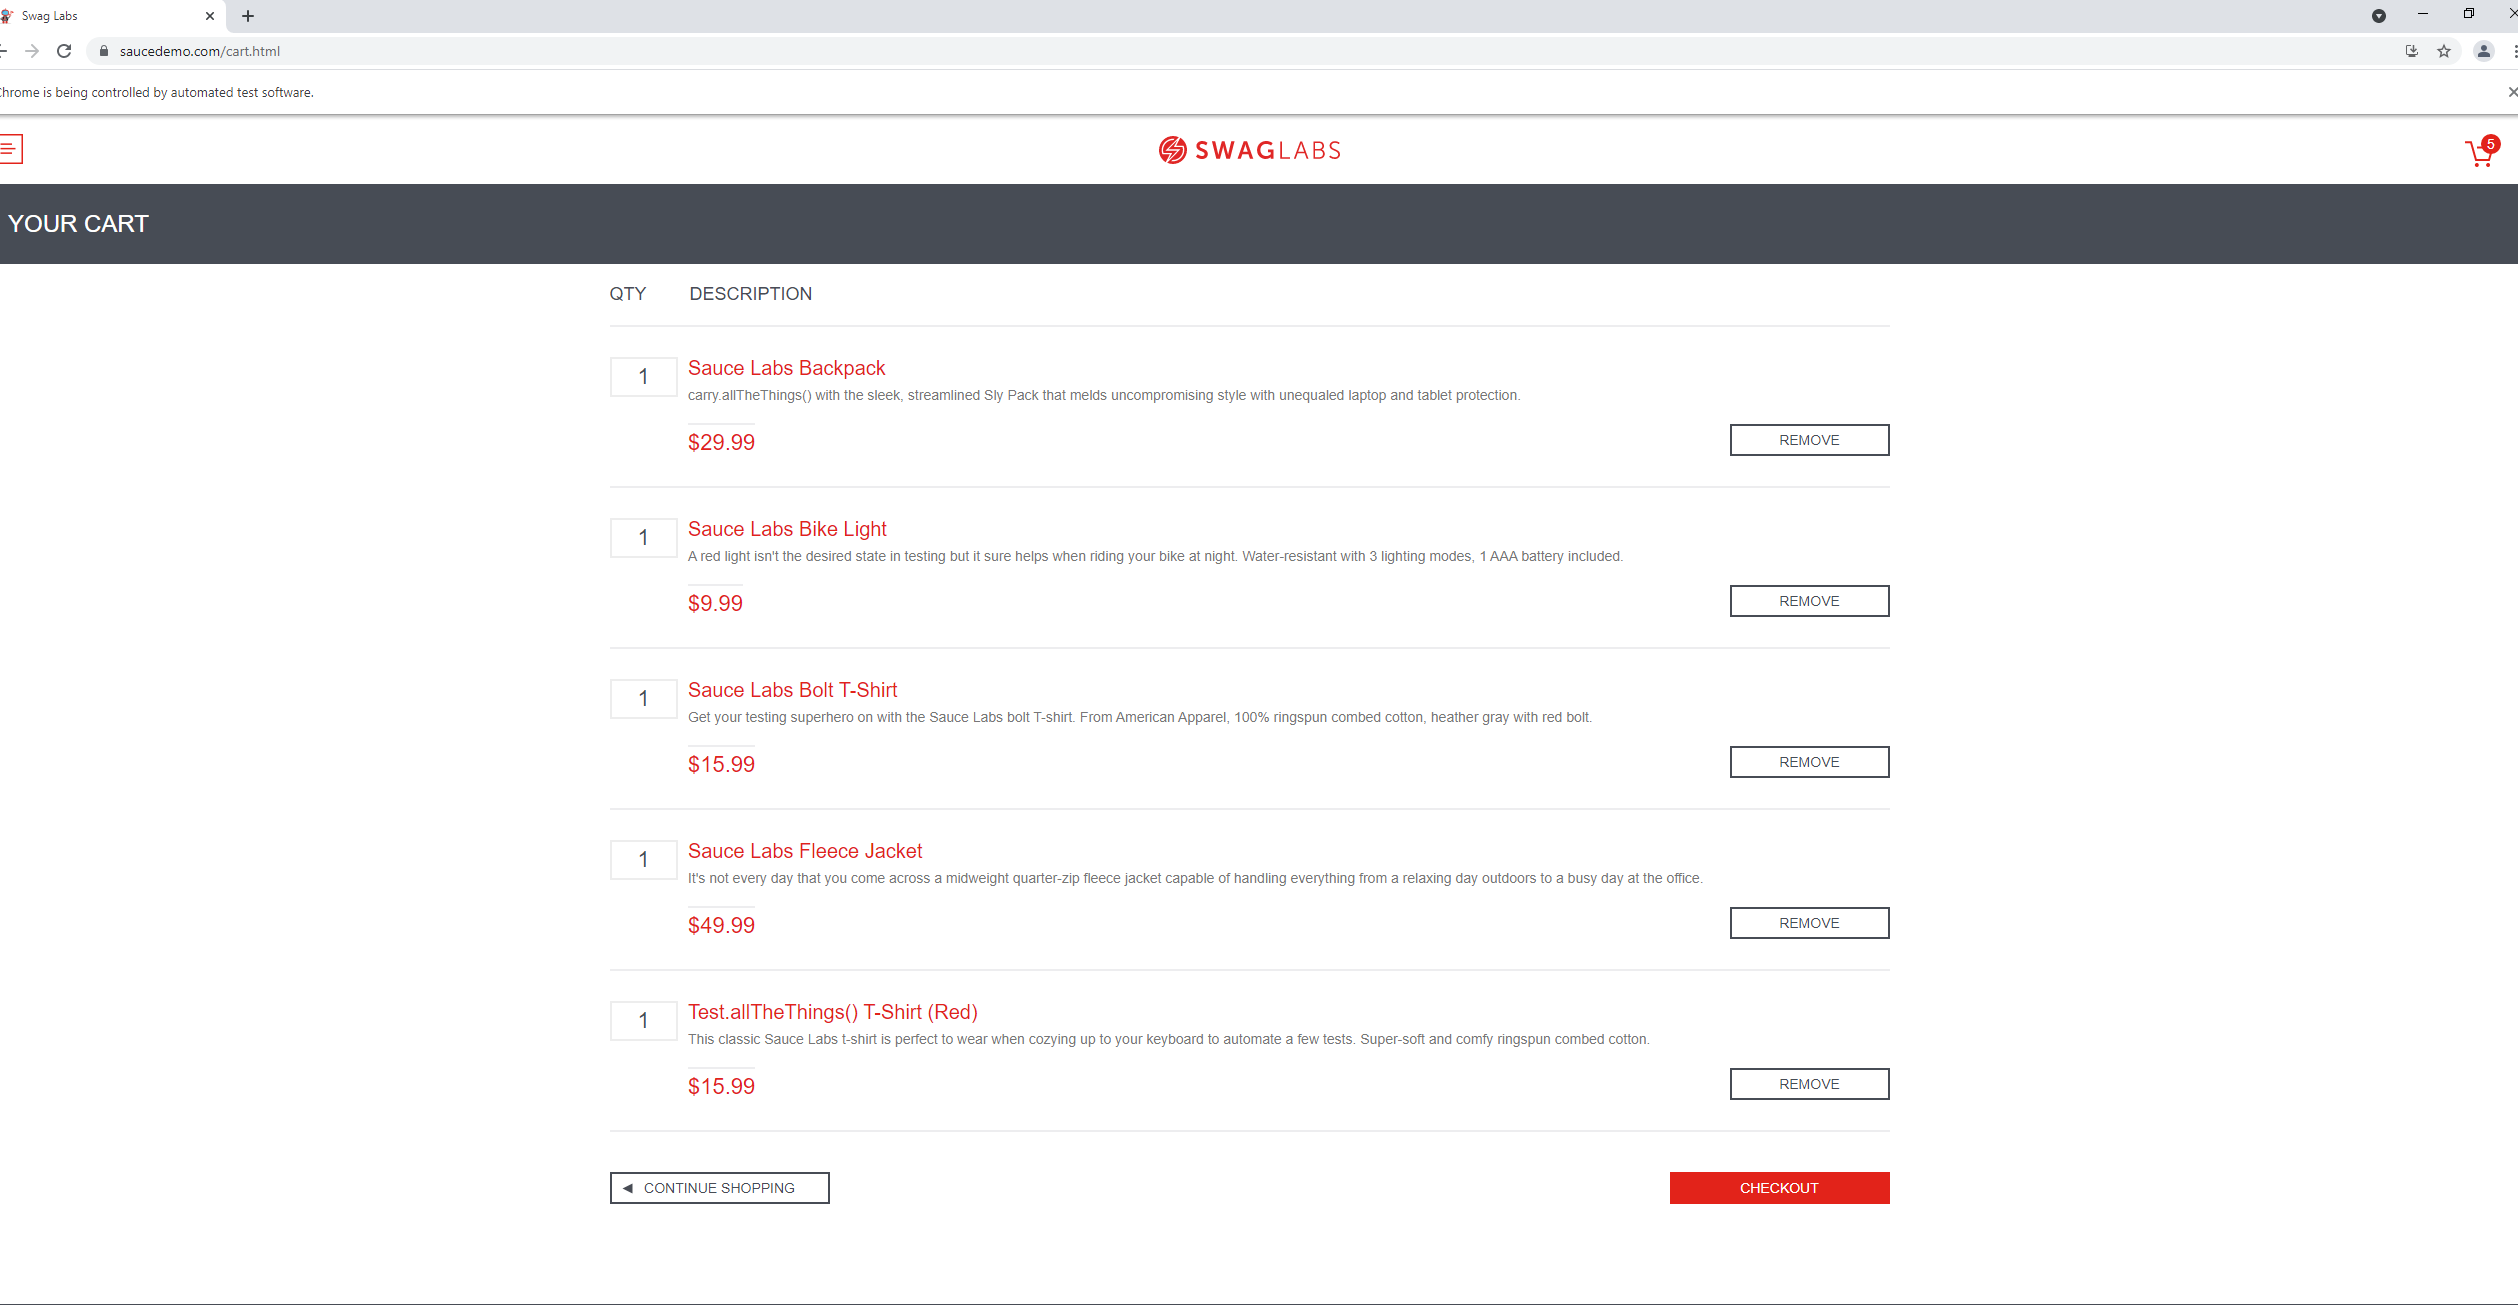 Swag Labs
saucedemo.com/cart.html
Chrome is being controlled by automated test software.
SWAGLABS
5
YOUR CART
QTY DESCRIPTION
1 Sauce Labs Backpack
carry.allTheThings() with the sleek, streamlined Sly Pack that melds uncompromising style with unequaled laptop and tablet protection.
$29.99 REMOVE
1 Sauce Labs Bike Light
A red light isn't the desired state in testing but it sure helps when riding your bike at night. Water-resistant with 3 lighting modes, 1 AAA battery included.
$9.99 REMOVE
1 Sauce Labs Bolt T-Shirt
Get your testing superhero on with the Sauce Labs bolt T-shirt. From American Apparel, 100% ringspun combed cotton, heather gray with red bolt.
$15.99 REMOVE
1 Sauce Labs Fleece Jacket
It's not every day that you come across a midweight quarter-zip fleece jacket capable of handling everything from a relaxing day outdoors to a busy day at the office.
$49.99 REMOVE
1 Test.allTheThings() T-Shirt (Red)
This classic Sauce Labs t-shirt is perfect to wear when cozying up to your keyboard to automate a few tests. Super-soft and comfy ringspun combed cotton.
$15.99 REMOVE
CONTINUE SHOPPING CHECKOUT